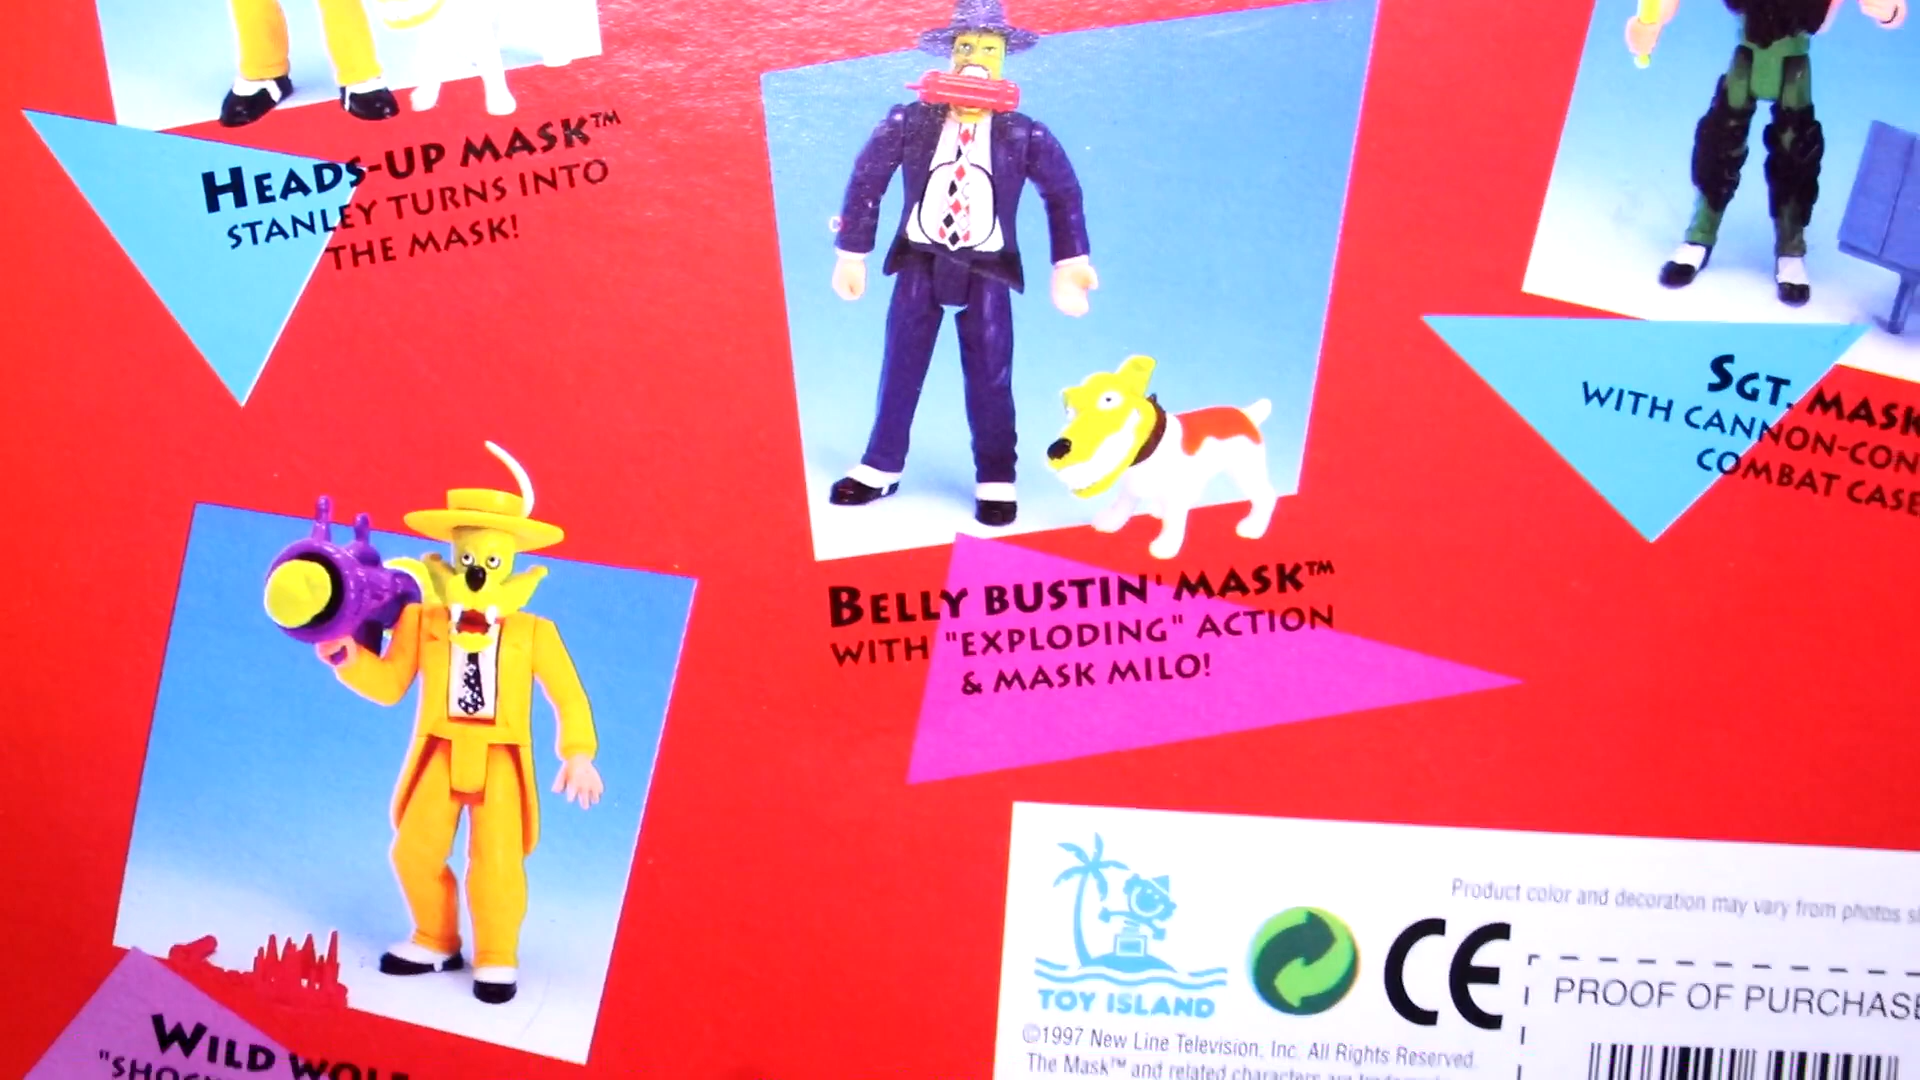 HEADS-UP MASK™
STANLEY TURNS INTO
THE MASK!
BELLY BUSTIN' MASK™
WITH "EXPLODING" ACTION
& MASK MILO!
SGT. MASK
WITH CANNON-CON
COMBAT CASE
WILD WOLF
TOY ISLAND
Product color and decoration may vary from photos
CE
PROOF OF PURCHASE
©1997 New Line Television, Inc. All Rights Reserved.
The Mask™ and related characters are